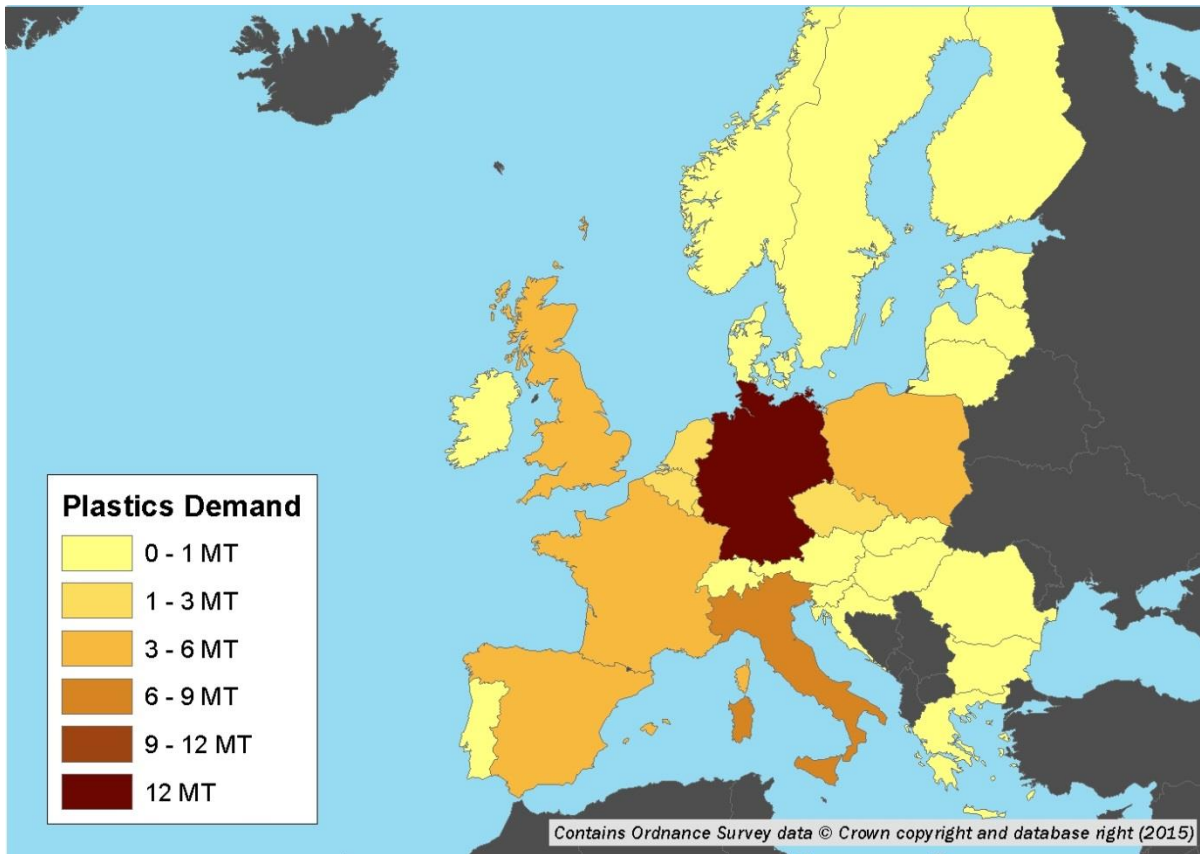 Plastics Demand
0 - 1 MT
1 - 3 MT
3 - 6 MT
6 - 9 MT
9 - 12 MT
12 MT
Contains Ordnance Survey data © Crown copyright and database right (2015)